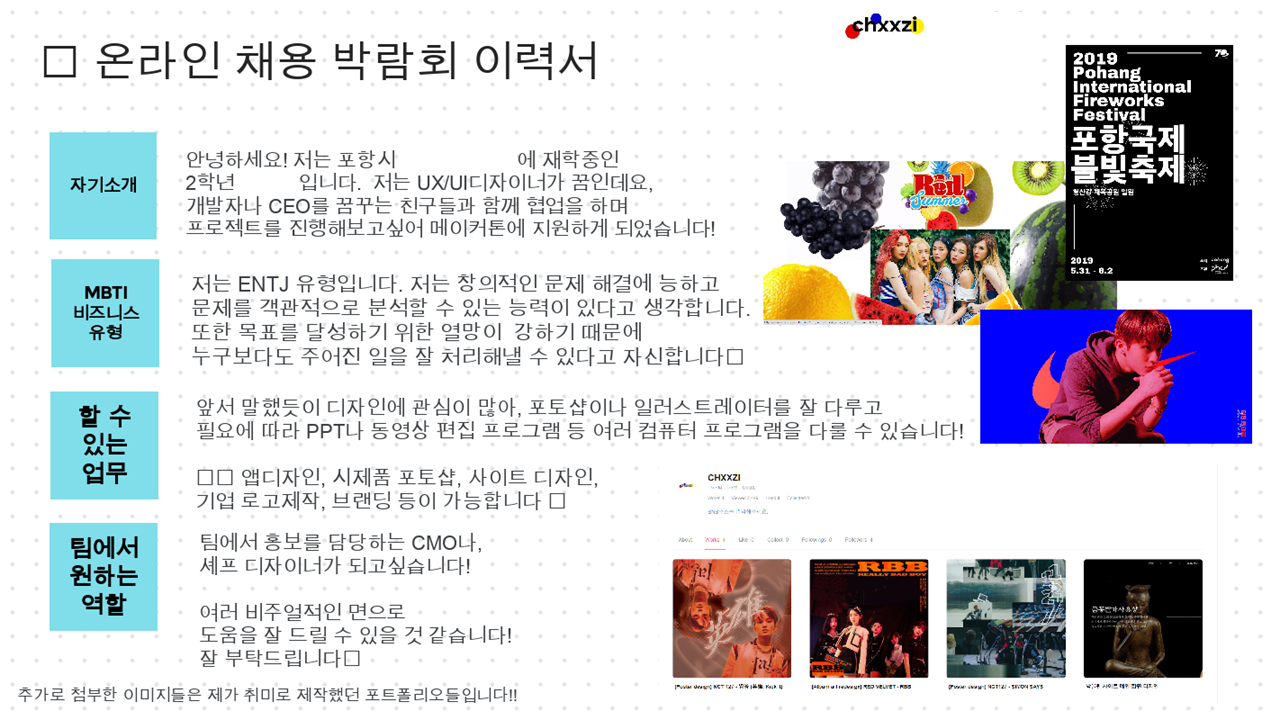 chxxzi
□ 온라인 채용 박람회 이력서
자기소개
안녕하세요! 저는 포항시 에 재학중인
2학년 입니다. 저는 UX/UI디자이너가 꿈인데요,
개발자나 CEO를 꿈꾸는 친구들과 함께 협업을 하며
프로젝트를 진행해보고싶어 메이커톤에 지원하게 되었습니다!
MBTI
비즈니스
유형
저는 ENTJ 유형입니다. 저는 창의적인 문제 해결에 능하고
문제를 객관적으로 분석할 수 있는 능력이 있다고 생각합니다.
또한 목표를 달성하기 위한 열망이 강하기 때문에
누구보다도 주어진 일을 잘 처리해낼 수 있다고 자신합니다□
할 수
있는
업무
앞서 말했듯이 디자인에 관심이 많아, 포토샵이나 일러스트레이터를 잘 다루고
필요에 따라 PPT나 동영상 편집 프로그램 등 여러 컴퓨터 프로그램을 다룰 수 있습니다!
□□ 앱디자인, 시제품 포토샵, 사이트 디자인,
기업 로고제작, 브랜딩 등이 가능합니다 □
팀에서
원하는
역할
팀에서 홍보를 담당하는 CMO나,
셰프 디자이너가 되고싶습니다!
여러 비주얼적인 면으로
도움을 잘 드릴 수 있을 것 같습니다!
잘 부탁드립니다□
추가로 첨부한 이미지들은 제가 취미로 제작했던 포트폴리오들입니다!!
2019
Pohang
International
Fireworks
Festival
포항국제
불빛축제
형산강 체육공원 일원
2019
5.31 - 6.2
Red
Summer
CHXXZI
About Works 4 Like 0 Collect 0 Followings 0 Followers 4
RBB
REALLY BAD BOY
[Poster design] NCT127 - SIMON SAYS